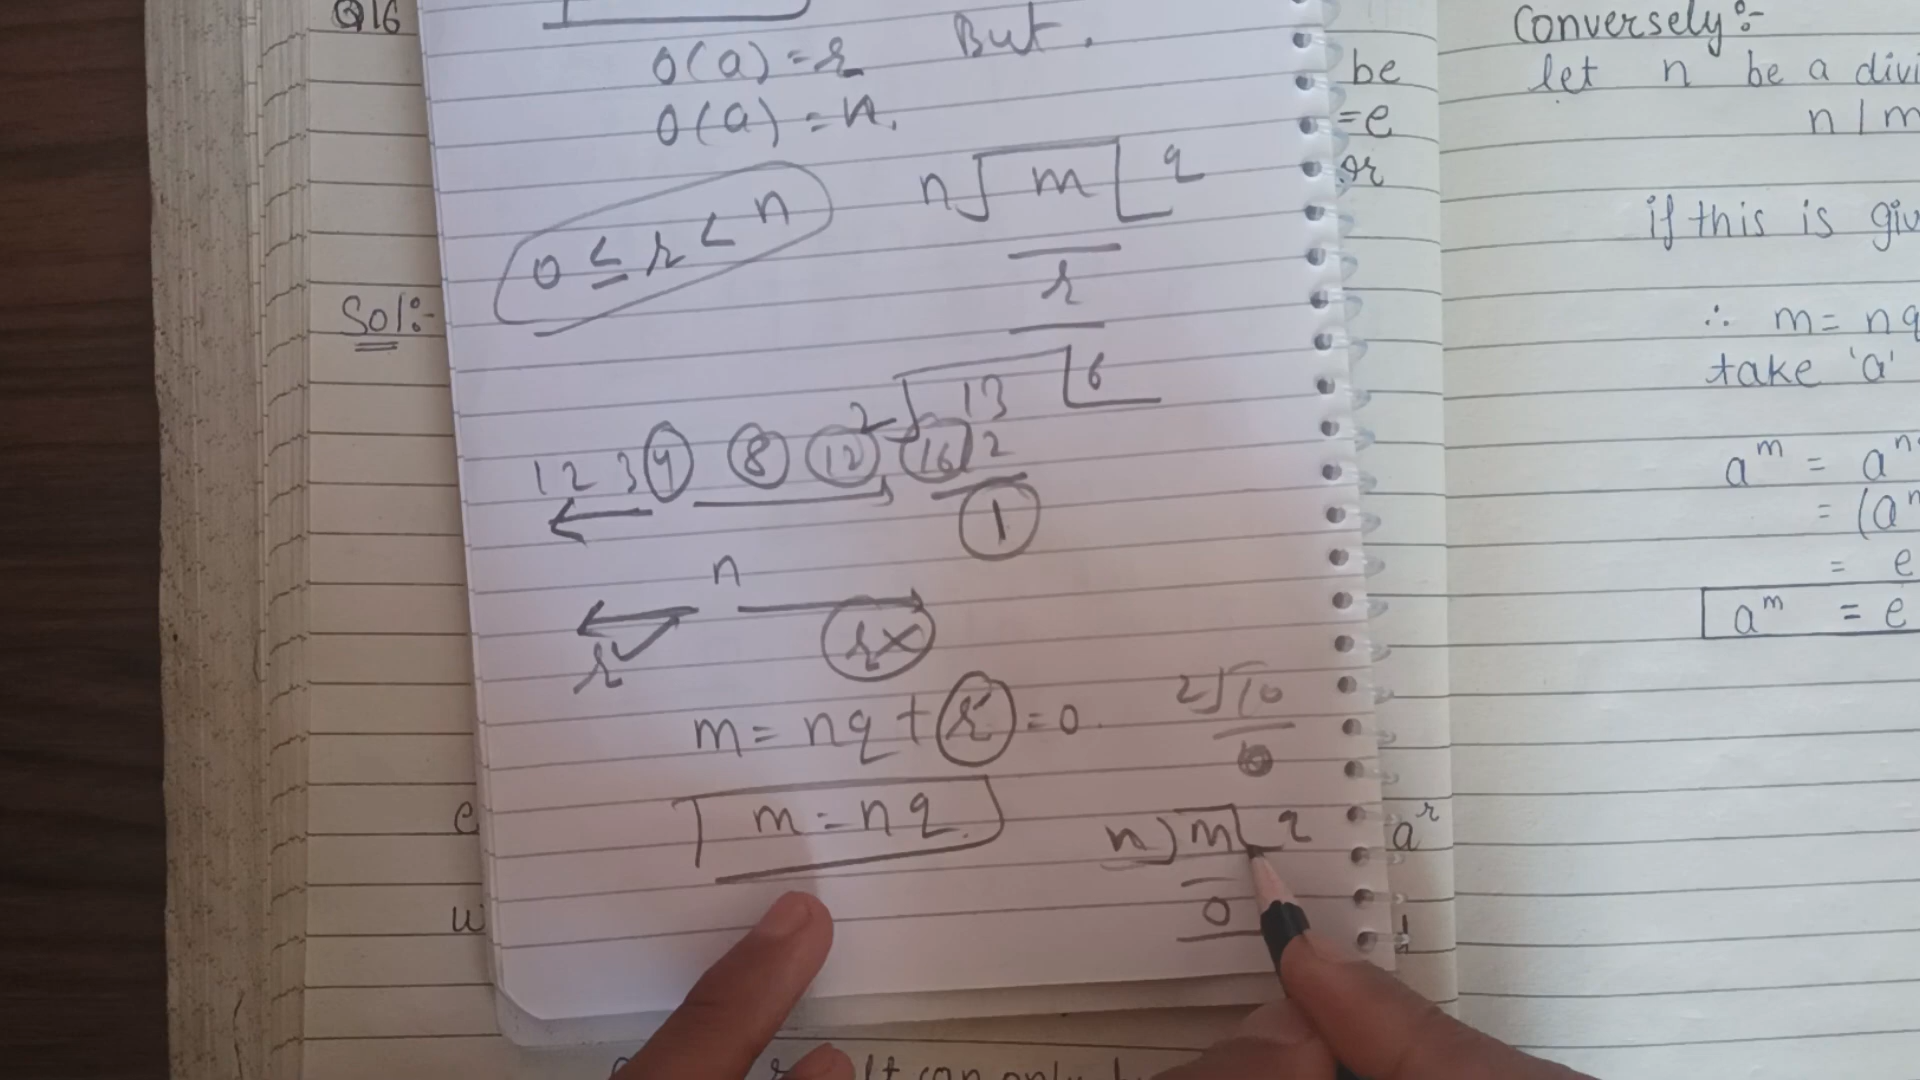 Q16
Sol:-
o(a) = r But.
o(a) = n.
0 ≤ r < n
n m q
r
2 13 6
12
1
1 2 3 4 8 12 16
n
r r×
m = nq + r = 0
2 10
0
m = nq
n m q
0
e
w
be
=e
or
a^r
Conversely:-
let n be a divi
n | m
if this is giv
∴ m = nq
take 'a'
a^m = a^n
= (a^n
= e
a^m = e
It can only